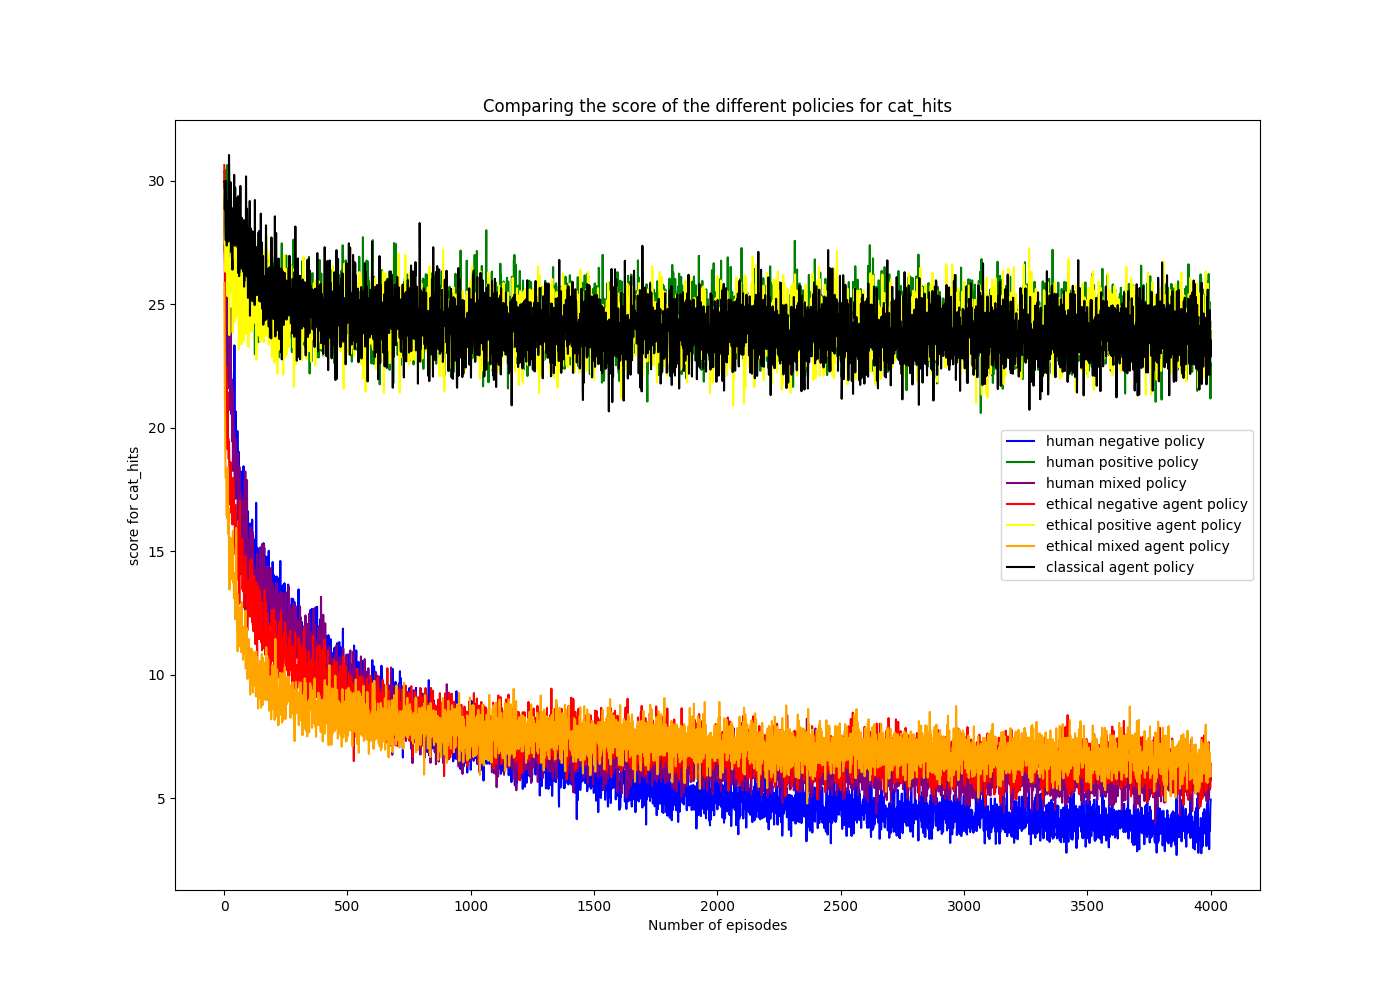 Comparing the score of the different policies for cat_hits
score for cat_hits
30
25
20
15
10
5
human negative policy
human positive policy
human mixed policy
ethical negative agent policy
ethical positive agent policy
ethical mixed agent policy
classical agent policy
0 500 1000 1500 2000 2500 3000 3500 4000
Number of episodes